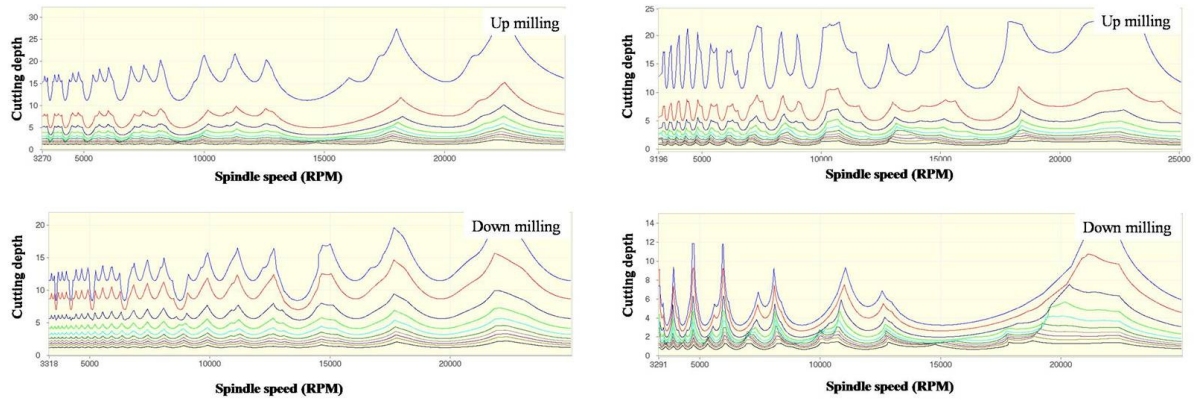 Up milling
Cutting depth
30
25
20
15
10
5
0
3270 5000 10000 15000 20000
Spindle speed (RPM)
Up milling
Cutting depth
25
20
15
10
5
0
3196 5000 10000 15000 20000 25000
Spindle speed (RPM)
Down milling
Cutting depth
20
15
10
5
0
3318 5000 10000 15000 20000
Spindle speed (RPM)
Down milling
Cutting depth
14
12
10
8
6
4
2
0
3291 5000 10000 15000 20000
Spindle speed (RPM)